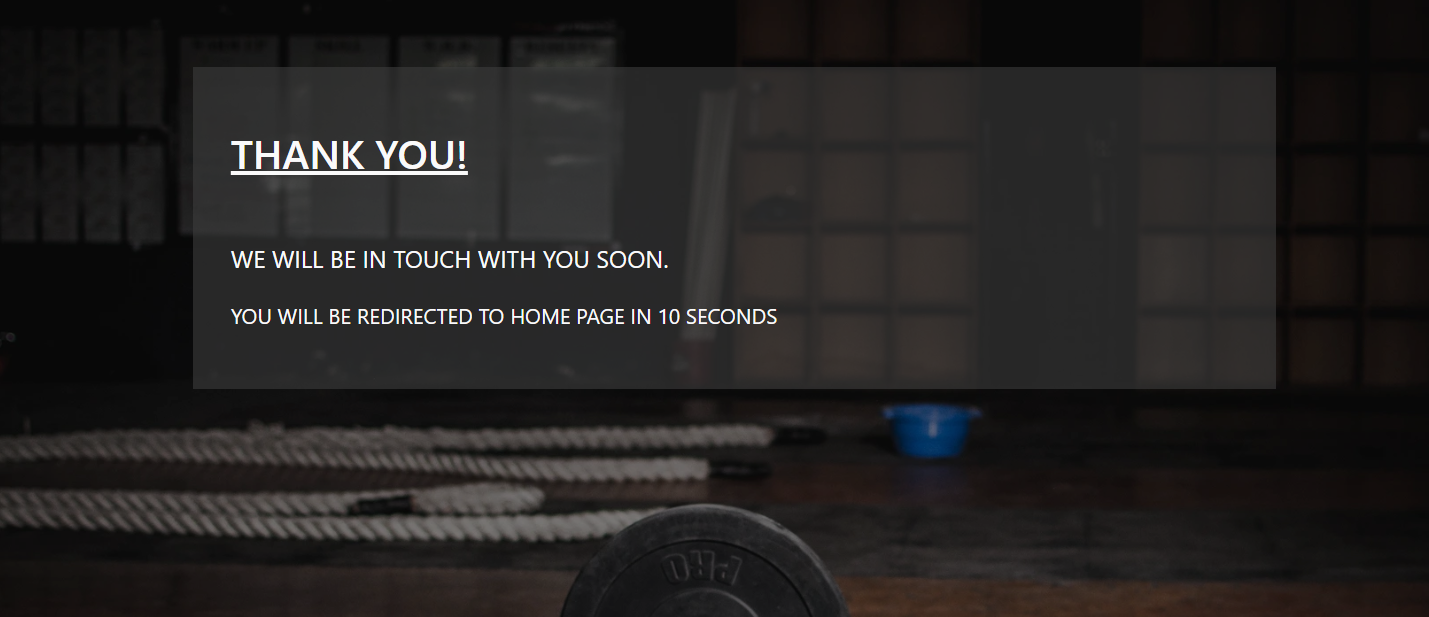 THANK YOU!
WE WILL BE IN TOUCH WITH YOU SOON.
YOU WILL BE REDIRECTED TO HOME PAGE IN 10 SECONDS
PRO